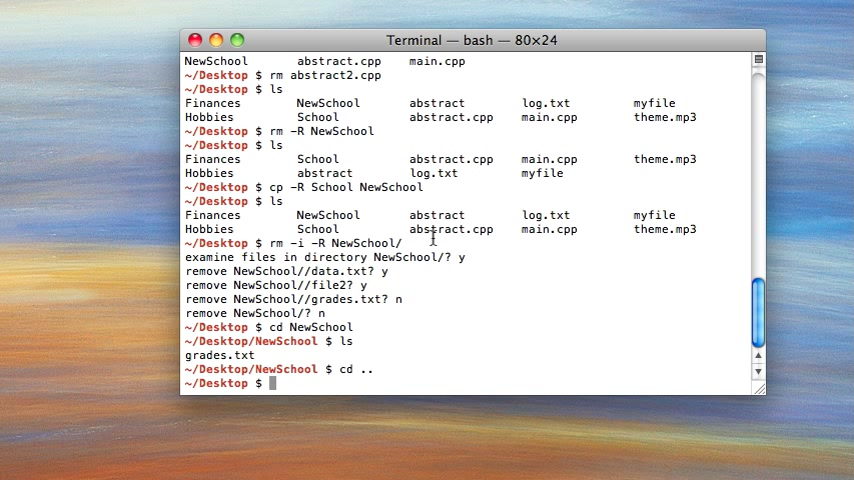 Terminal — bash — 80×24
NewSchool abstract.cpp main.cpp
~/Desktop $ rm abstract2.cpp
~/Desktop $ ls
Finances NewSchool abstract log.txt myfile
Hobbies School abstract.cpp main.cpp theme.mp3
~/Desktop $ rm -R NewSchool
~/Desktop $ ls
Finances School abstract.cpp main.cpp theme.mp3
Hobbies abstract log.txt myfile
~/Desktop $ cp -R School NewSchool
~/Desktop $ ls
Finances NewSchool abstract log.txt myfile
Hobbies School abstract.cpp main.cpp theme.mp3
~/Desktop $ rm -i -R NewSchool/
examine files in directory NewSchool/? y
remove NewSchool//data.txt? y
remove NewSchool//file2? y
remove NewSchool//grades.txt? n
remove NewSchool/? n
~/Desktop $ cd NewSchool
~/Desktop/NewSchool $ ls
grades.txt
~/Desktop/NewSchool $ cd ..
~/Desktop $